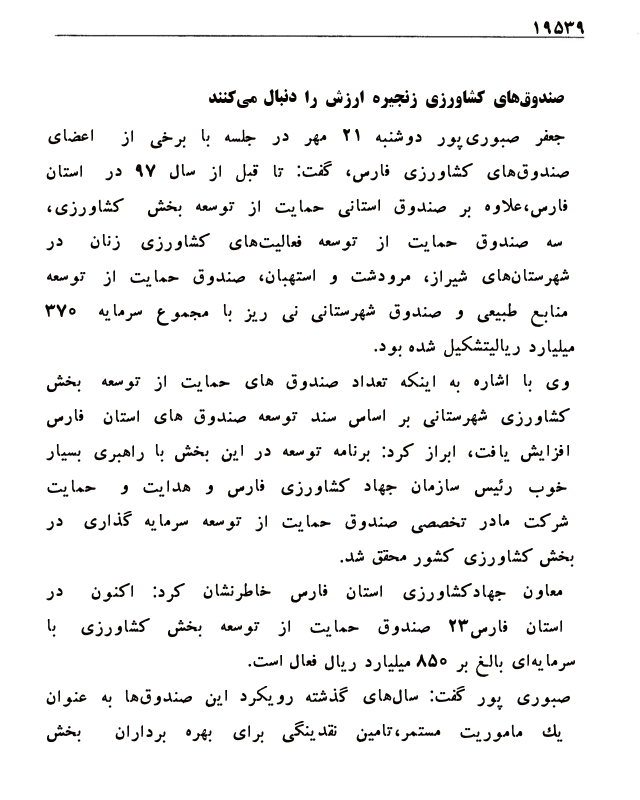 ۱۹۵۳۹
صندوق‌های کشاورزی زنجیره ارزش را دنبال می‌کنند
جعفر صبوری‌پور دوشنبه ۲۱ مهر در جلسه با برخی از اعضای
صندوق‌های کشاورزی فارس، گفت: تا قبل از سال ۹۷ در استان
فارس،علاوه بر صندوق استانی حمایت از توسعه بخش کشاورزی،
سه صندوق حمایت از توسعه فعالیت‌های کشاورزی زنان در
شهرستان‌های شیراز، مرودشت و استهبان، صندوق حمایت از توسعه
منابع طبیعی و صندوق شهرستانی نی ریز با مجموع سرمایه ۳۷۰
میلیارد ریالیتشکیل شده بود.
وی با اشاره به اینکه تعداد صندوق های حمایت از توسعه بخش
کشاورزی شهرستانی بر اساس سند توسعه صندوق های استان فارس
افزایش یافت، ابراز کرد: برنامه توسعه در این بخش با راهبری بسیار
خوب رئیس سازمان جهاد کشاورزی فارس و هدایت و حمایت
شرکت مادر تخصصی صندوق حمایت از توسعه سرمایه گذاری در
بخش کشاورزی کشور محقق شد.
معاون جهادکشاورزی استان فارس خاطرنشان کرد: اکنون در
استان فارس۲۳ صندوق حمایت از توسعه بخش کشاورزی با
سرمایه‌ای بالغ بر ۸۵۰ میلیارد ریال فعال است.
صبوری پور گفت: سال‌های گذشته رویکرد این صندوق‌ها به عنوان
یك ماموریت مستمر،تامین نقدینگی برای بهره برداران بخش